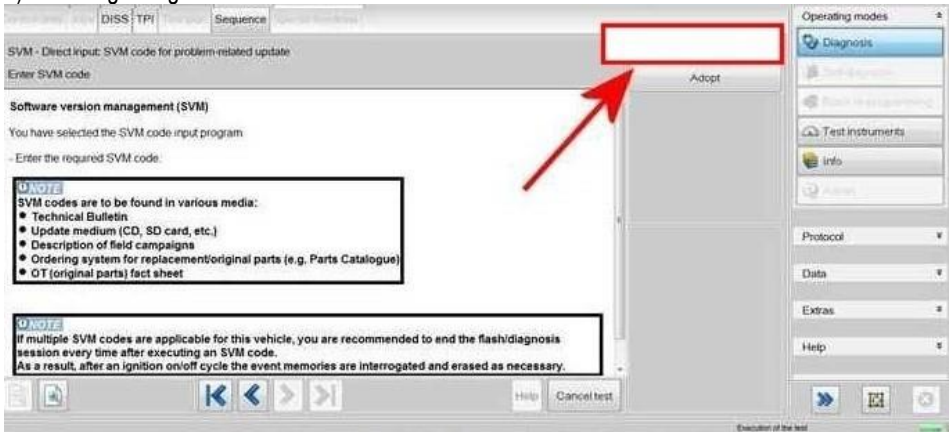 DISS TPI Sequence
Operating modes
SVM - Direct input: SVM code for problem-related update
Diagnosis
Enter SVM code
Adopt
Software version management (SVM)
You have selected the SVM code input program
Test instruments
- Enter the required SVM code.
Info
NOTE
SVM codes are to be found in various media:
• Technical Bulletin
• Update medium (CD, SD card, etc.)
• Description of field campaigns
Protocol
• Ordering system for replacement/original parts (e.g. Parts Catalogue)
• OT (original parts) fact sheet
Data
Extras
NOTE
If multiple SVM codes are applicable for this vehicle, you are recommended to end the flash/diagnosis
Help
session every time after executing an SVM code.
As a result, after an ignition on/off cycle the event memories are interrogated and erased as necessary.
Help Cancel test
Execution of the test